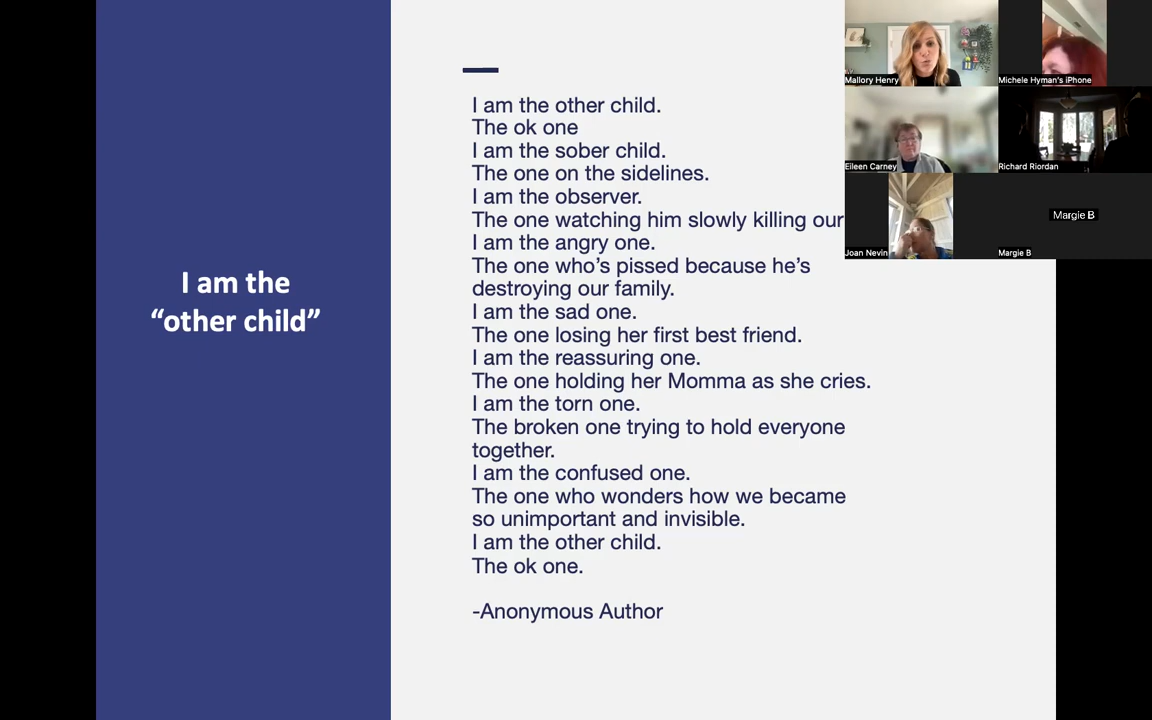 I am the
“other child”
I am the other child.
The ok one
I am the sober child.
The one on the sidelines.
I am the observer.
The one watching him slowly killing our
I am the angry one.
The one who’s pissed because he’s
destroying our family.
I am the sad one.
The one losing her first best friend.
I am the reassuring one.
The one holding her Momma as she cries.
I am the torn one.
The broken one trying to hold everyone
together.
I am the confused one.
The one who wonders how we became
so unimportant and invisible.
I am the other child.
The ok one.
-Anonymous Author
Mallory Henry
Michele Hyman's iPhone
Eileen Carney
Richard Riordan
Joan Nevin
Margie B
Margie B